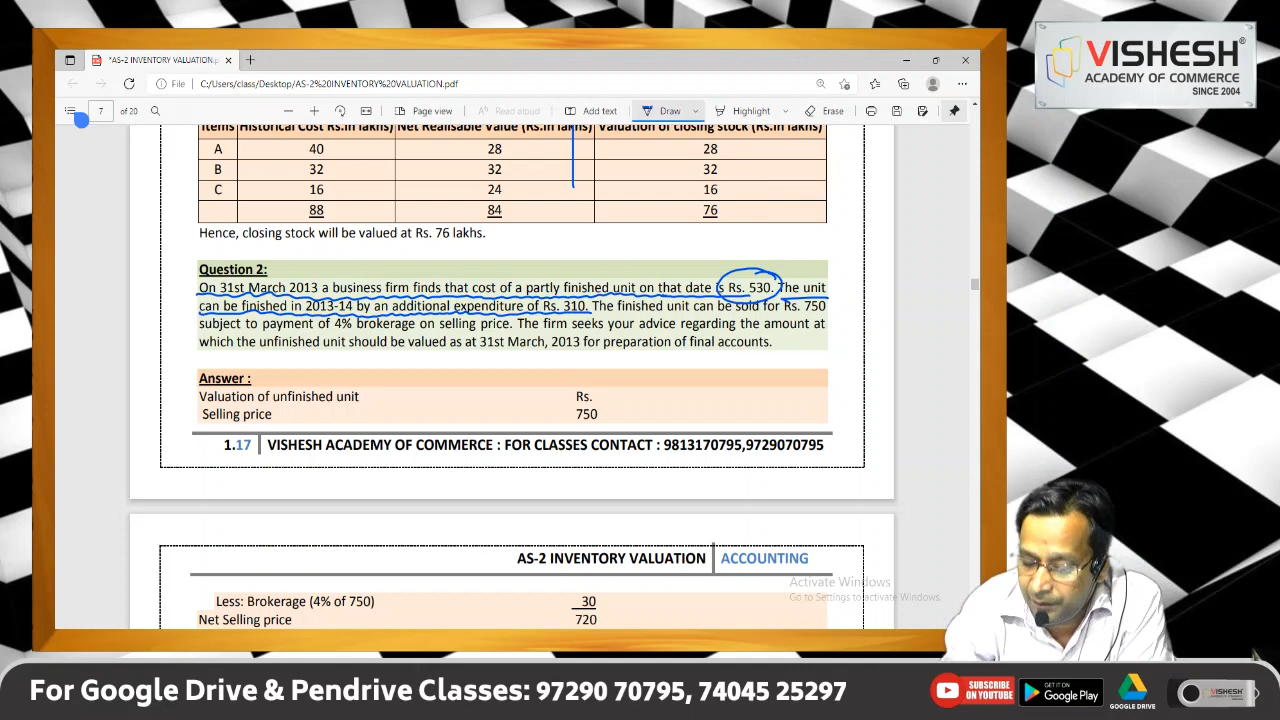 VISHESH®
ACADEMY OF COMMERCE
SINCE 2004
*AS-2 INVENTORY VALUATION.p
File C:/Users/class/Desktop/AS-2%20INVENTORY%20VALUATION.pdf
7 of 20 Page view Read aloud Add text Draw Highlight Erase
Items Historical Cost Rs.in lakhs) Net Realisable Value (Rs.in lakhs) Valuation of closing stock (Rs.in lakhs)
A 40 28 28
B 32 32 32
C 16 24 16
88 84 76
Hence, closing stock will be valued at Rs. 76 lakhs.
Question 2:
On 31st March 2013 a business firm finds that cost of a partly finished unit on that date is Rs. 530. The unit
can be finished in 2013-14 by an additional expenditure of Rs. 310. The finished unit can be sold for Rs. 750
subject to payment of 4% brokerage on selling price. The firm seeks your advice regarding the amount at
which the unfinished unit should be valued as at 31st March, 2013 for preparation of final accounts.
Answer :
Valuation of unfinished unit Rs.
Selling price 750
1.17 VISHESH ACADEMY OF COMMERCE : FOR CLASSES CONTACT : 9813170795,9729070795
AS-2 INVENTORY VALUATION ACCOUNTING
Activate Windows
Go to Settings to activate Windows.
Less: Brokerage (4% of 750) 30
Net Selling price 720
For Google Drive & Pendrive Classes: 97290 70795, 74045 25297
SUBSCRIBE
ON YOUTUBE
GET IT ON
Google Play
GOOGLE DRIVE
VISHESH